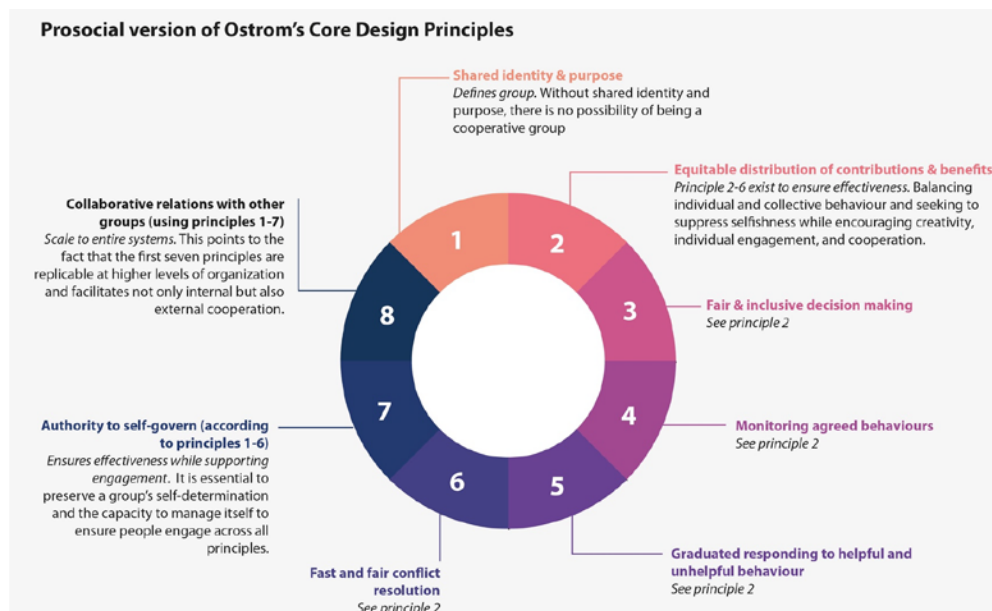 Prosocial version of Ostrom's Core Design Principles
Shared identity & purpose
Defines group. Without shared identity and
purpose, there is no possibility of being a
cooperative group
Equitable distribution of contributions & benefits
Principle 2-6 exist to ensure effectiveness. Balancing
individual and collective behaviour and seeking to
suppress selfishness while encouraging creativity,
individual engagement, and cooperation.
Fair & inclusive decision making
See principle 2
Monitoring agreed behaviours
See principle 2
Graduated responding to helpful and
unhelpful behaviour
See principle 2
Fast and fair conflict
resolution
See principle 2
Authority to self-govern (according
to principles 1-6)
Ensures effectiveness while supporting
engagement. It is essential to
preserve a group's self-determination
and the capacity to manage itself to
ensure people engage across all
principles.
Collaborative relations with other
groups (using principles 1-7)
Scale to entire systems. This points to
the fact that the first seven principles are
replicable at higher levels of organization
and facilitates not only internal but also
external cooperation.
1
2
3
4
5
6
7
8